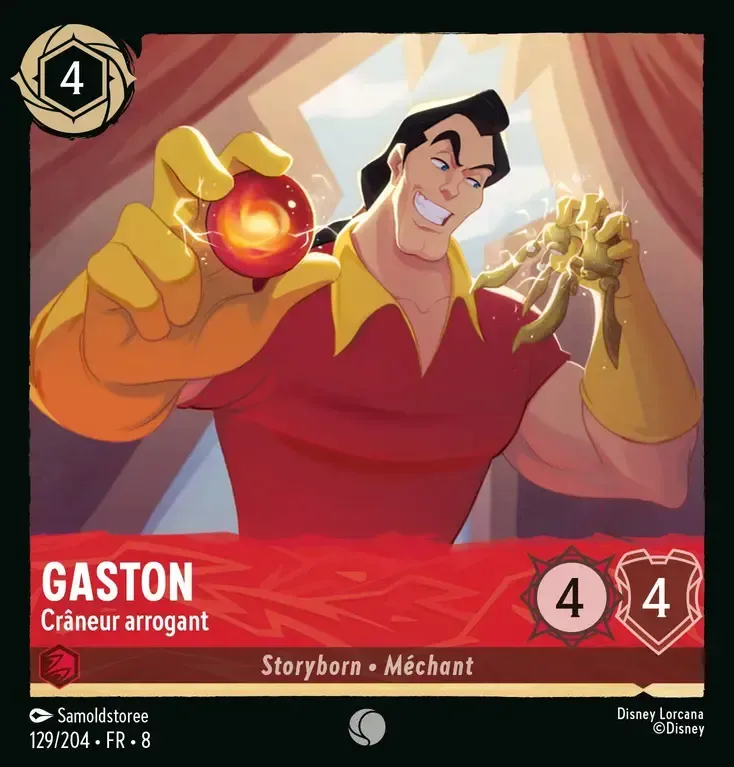 4
GASTON
Crâneur arrogant
4 4
Storyborn • Méchant
Samoldstoree
129/204 • FR • 8
Disney Lorcana
©Disney